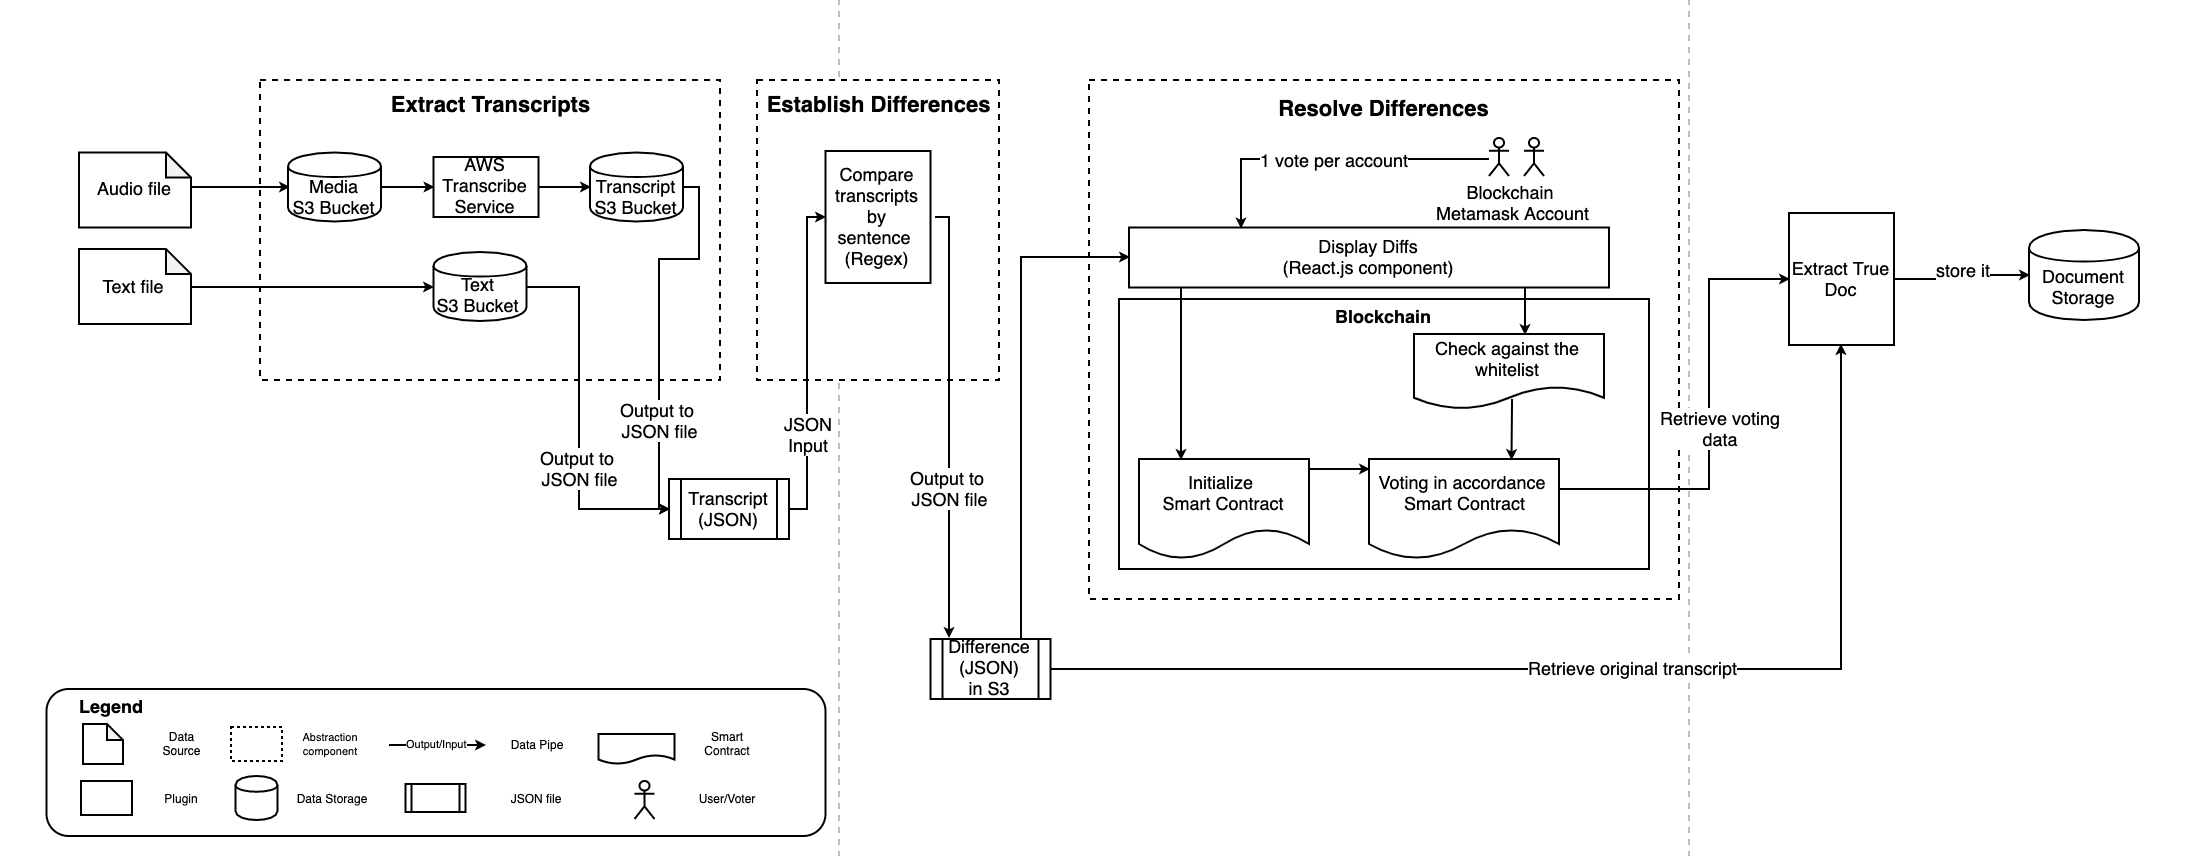 Extract Transcripts
Establish Differences
Resolve Differences
Audio file
Media
S3 Bucket
AWS
Transcribe
Service
Transcript
S3 Bucket
Text file
Text
S3 Bucket
Output to
JSON file
Output to
JSON file
Transcript
(JSON)
JSON
Input
Compare
transcripts
by
sentence
(Regex)
Output to
JSON file
Difference
(JSON)
in S3
1 vote per account
Blockchain
Metamask Account
Display Diffs
(React.js component)
Blockchain
Check against the
whitelist
Initialize
Smart Contract
Voting in accordance
Smart Contract
Retrieve voting
data
Retrieve original transcript
Extract True
Doc
store it
Document
Storage
Legend
Data
Source
Abstraction
component
Output/Input
Data Pipe
Smart
Contract
Plugin
Data Storage
JSON file
User/Voter